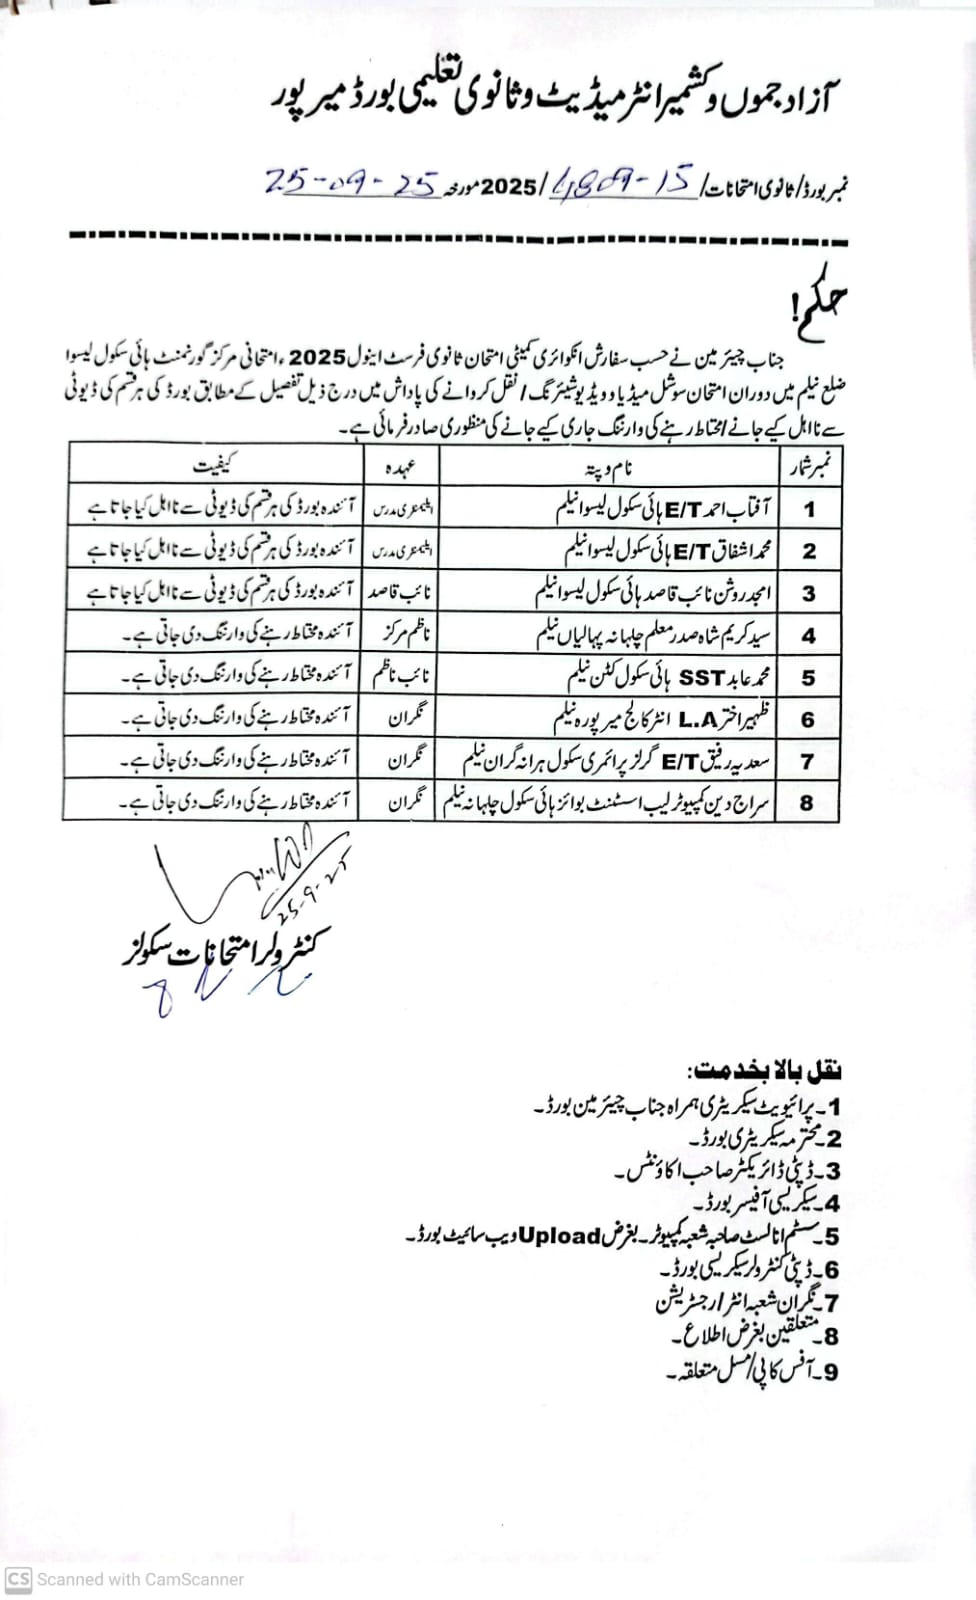 آزاد جموں و کشمیر انٹرمیڈیٹ و ثانوی تعلیمی بورڈ میرپور
نمبر بورڈ/ثانوی امتحانات/4809-15/2025 مورخہ 25-09-25
حکم!
جناب چیئرمین نے حسب سفارش انکوائری کمیٹی امتحان ثانوی فرسٹ اینول 2025ء، امتحانی مرکز گورنمنٹ ہائی سکول لیسوا
ضلع نیلم میں دوران امتحان سوشل میڈیا و ویڈیو شیئرنگ/نقل کروانے کی پاداش میں درج ذیل تفصیل کے مطابق بورڈ کی ہر قسم کی ڈیوٹی
سے نااہل کیے جانے/محتاط رہنے کی وارننگ جاری کیے جانے کی منظوری صادر فرمائی ہے۔
نمبر شمار نام و پتہ عہدہ کیفیت
1 آفتاب احمد E/T ہائی سکول لیسوا نیلم ایلیمنٹری مدرس آئندہ بورڈ کی ہر قسم کی ڈیوٹی سے نااہل کیا جاتا ہے
2 محمد اشفاق E/T ہائی سکول لیسوا نیلم ایلیمنٹری مدرس آئندہ بورڈ کی ہر قسم کی ڈیوٹی سے نااہل کیا جاتا ہے
3 امجد روشن نائب قاصد ہائی سکول لیسوا نیلم نائب قاصد آئندہ بورڈ کی ہر قسم کی ڈیوٹی سے نااہل کیا جاتا ہے
4 سید کریم شاہ صدر معلم چلہانہ پہالیاں نیلم ناظم مرکز آئندہ محتاط رہنے کی وارننگ دی جاتی ہے۔
5 محمد عابد SST ہائی سکول کٹن نیلم نائب ناظم آئندہ محتاط رہنے کی وارننگ دی جاتی ہے۔
6 ظہیر اختر L.A انٹر کالج میرپورہ نیلم نگران آئندہ محتاط رہنے کی وارننگ دی جاتی ہے۔
7 سعدیہ رفیق E/T گرلز پرائمری سکول ہرانہ گران نیلم نگران آئندہ محتاط رہنے کی وارننگ دی جاتی ہے۔
8 سراج دین کمپیوٹر لیب اسسٹنٹ بوائز ہائی سکول چلہانہ نیلم نگران آئندہ محتاط رہنے کی وارننگ دی جاتی ہے۔
25-9-25
کنٹرولر امتحانات سکولز
نقل بالا بخدمت:
1۔ پرائیویٹ سیکریٹری ہمراہ جناب چیئرمین بورڈ۔
2۔ محترمہ سیکریٹری بورڈ۔
3۔ ڈپٹی ڈائریکٹر صاحب اکاؤنٹس۔
4۔ سیکریسی آفیسر بورڈ۔
5۔ سسٹم انالسٹ صاحبہ شعبہ کمپیوٹر۔ بغرض Upload ویب سائیٹ بورڈ۔
6۔ ڈپٹی کنٹرولر سیکریسی بورڈ۔
7۔ نگران شعبہ انٹر/رجسٹریشن
8۔ متعلقین بغرض اطلاع۔
9۔ آفس کاپی/مسل متعلقہ۔
CS Scanned with CamScanner